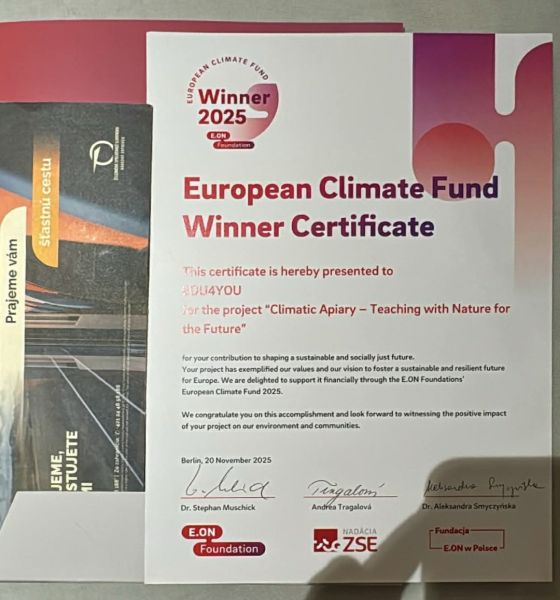 EUROPEAN CLIMATE FUND
Winner
2025
E.ON
Foundation
European Climate Fund
Winner Certificate
This certificate is hereby presented to
EDU4YOU
for the project “Climatic Apiary – Teaching with Nature for
the Future”
for your contribution to shaping a sustainable and socially just future.
Your project has exemplified our values and our vision to foster a sustainable and resilient future
for Europe. We are delighted to support it financially through the E.ON Foundations’
European Climate Fund 2025.
We congratulate you on this accomplishment and look forward to witnessing the positive impact
of your project on our environment and communities.
Berlin, 20 November 2025
Dr. Stephan Muschick
Andrea Tragalová
Dr. Aleksandra Smyczyńska
E.ON
Foundation
NADÁCIA
ZSE
Fundacja
E.ON w Polsce
Prajeme vám
šťastnú cestu